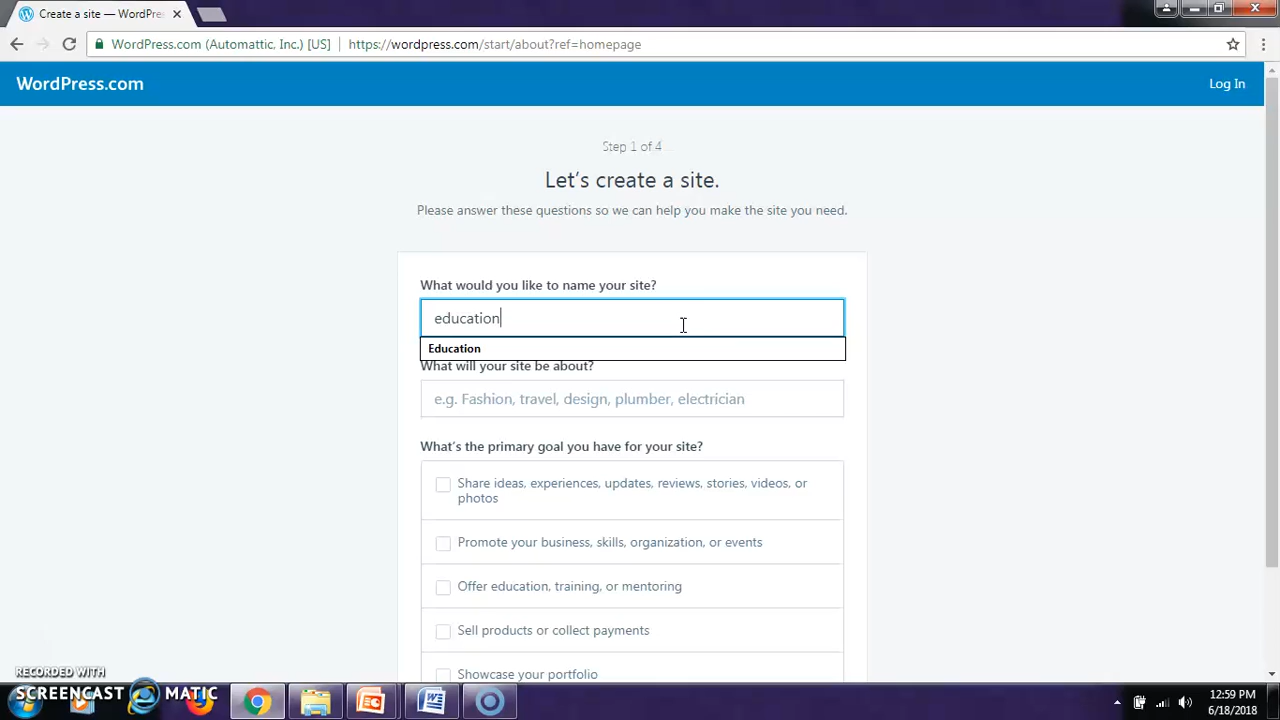 Create a site — WordPre
WordPress.com (Automattic, Inc.) [US] https://wordpress.com/start/about?ref=homepage
WordPress.com
Log In
Step 1 of 4
Let's create a site.
Please answer these questions so we can help you make the site you need.
What would you like to name your site?
education
Education
What will your site be about?
e.g. Fashion, travel, design, plumber, electrician
What's the primary goal you have for your site?
Share ideas, experiences, updates, reviews, stories, videos, or
photos
Promote your business, skills, organization, or events
Offer education, training, or mentoring
Sell products or collect payments
Showcase your portfolio
RECORDED WITH
SCREENCAST MATIC
12:59 PM
6/18/2018